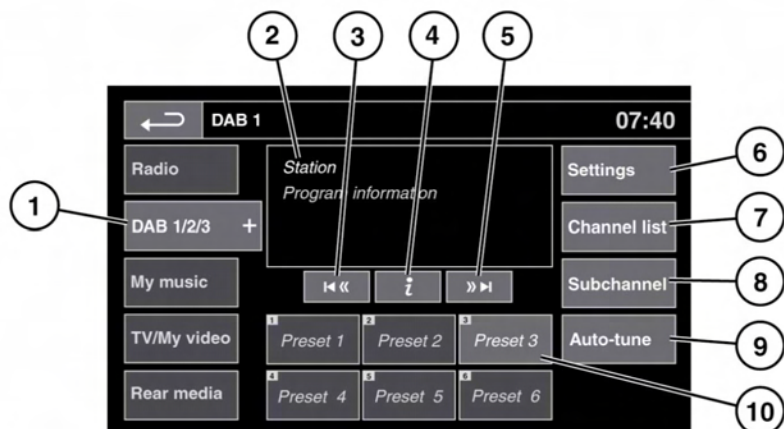 2 3 4 5
DAB 1 07:40
Radio
Station
Settings
6
Program information
1
DAB 1/2/3 +
Channel list
7
My music
i
Subchannel
8
TV/My video
1 Preset 1
2 Preset 2
3 Preset 3
Auto-tune
9
Rear media
4 Preset 4
5 Preset 5
6 Preset 6
10